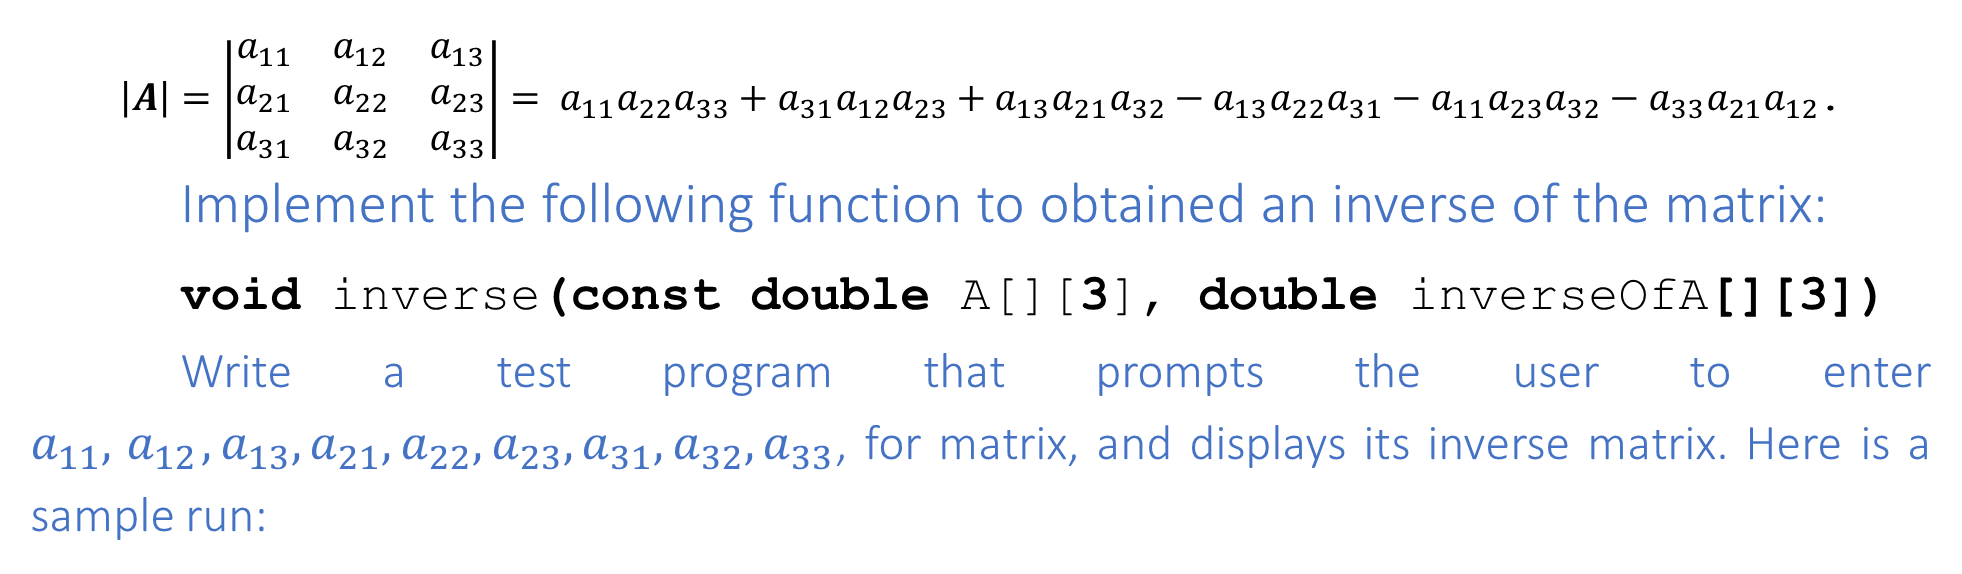 |A| = |a₁₁ a₁₂ a₁₃
a₂₁ a₂₂ a₂₃
a₃₁ a₃₂ a₃₃| = a₁₁a₂₂a₃₃ + a₃₁a₁₂a₂₃ + a₁₃a₂₁a₃₂ − a₁₃a₂₂a₃₁ − a₁₁a₂₃a₃₂ − a₃₃a₂₁a₁₂ .
Implement the following function to obtained an inverse of the matrix:
void inverse(const double A[][3], double inverseOfA[][3])
Write a test program that prompts the user to enter
a₁₁, a₁₂, a₁₃, a₂₁, a₂₂, a₂₃, a₃₁, a₃₂, a₃₃, for matrix, and displays its inverse matrix. Here is a
sample run: